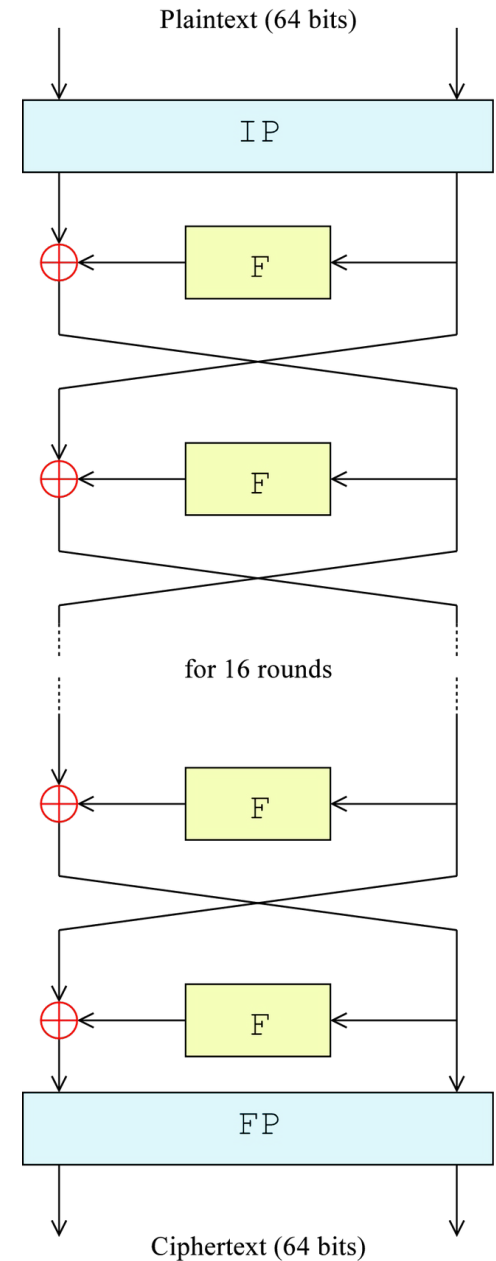 Plaintext (64 bits)
IP
F
F
for 16 rounds
F
F
FP
Ciphertext (64 bits)